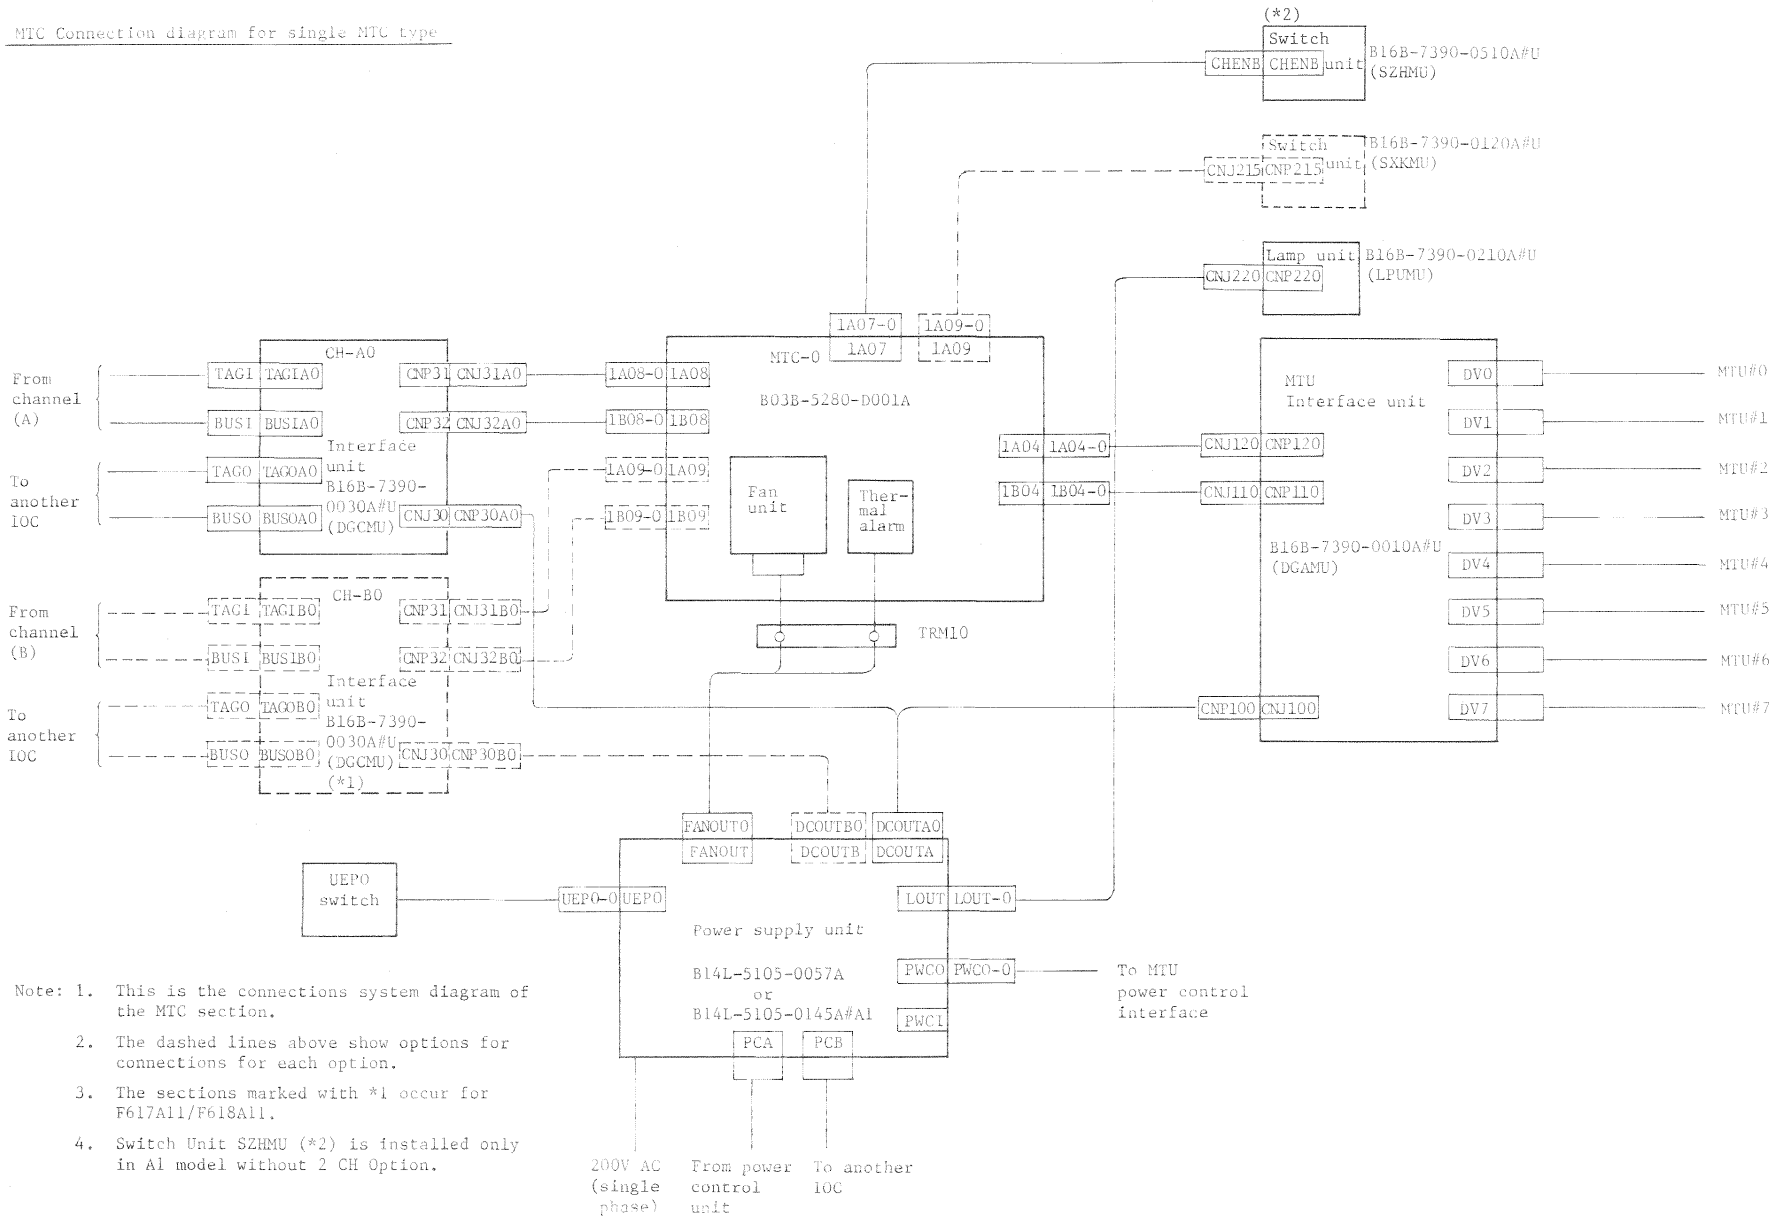 MTC Connection diagram for single MTC type
(*2)
Switch
unit
CHENB CHENB
B16B-7390-0510A#U
(SZHMU)
Switch
unit
CNJ215 CNP215
B16B-7390-0120A#U
(SXKMU)
Lamp unit
CNJ220 CNP220
B16B-7390-0210A#U
(LPUMU)
From
channel
(A)
To
another
IOC
TAGI TAGIA0
BUSI BUSIA0
TAGO TAGOA0
BUSO BUSOA0
CH-A0
CNP31 CNJ31A0
CNP32 CNJ32A0
Interface
unit
B16B-7390-
0030A#U
(DGCMU)
CNJ30 CNP30A0
From
channel
(B)
To
another
IOC
TAGI TAGIB0
BUSI BUSIB0
TAGO TAGOB0
BUSO BUSOB0
CH-B0
CNP31 CNJ31B0
CNP32 CNJ32B0
Interface
unit
B16B-7390-
0030A#U
(DGCMU)
(*1)
CNJ30 CNP30B0
1A07-0
1A07
1A09-0
1A09
MTC-0
B03B-5280-D001A
1A08-0 1A08
1B08-0 1B08
1A09-0 1A09
1B09-0 1B09
Fan
unit
Ther-
mal
alarm
1A04 1A04-0
1B04 1B04-0
TRM10
CNJ120 CNP120
CNJ110 CNP110
CNP100 CNJ100
MTU
Interface unit
B16B-7390-0010A#U
(DGAMU)
DV0
DV1
DV2
DV3
DV4
DV5
DV6
DV7
MTU#0
MTU#1
MTU#2
MTU#3
MTU#4
MTU#5
MTU#6
MTU#7
FANOUT0
FANOUT
DCOUTB0
DCOUTB
DCOUTA0
DCOUTA
UEPO
switch
UEPO-0 UEPO
LOUT LOUT-0
Power supply unit
B14L-5105-0057A
or
B14L-5105-0145A#A1
PWCO PWCO-0
PWCI
To MTU
power control
interface
PCA
PCB
200V AC
(single
phase)
From power
control
unit
To another
IOC
Note: 1. This is the connections system diagram of
the MTC section.
2. The dashed lines above show options for
connections for each option.
3. The sections marked with *1 occur for
F617A11/F618A11.
4. Switch Unit SZHMU (*2) is installed only
in A1 model without 2 CH Option.